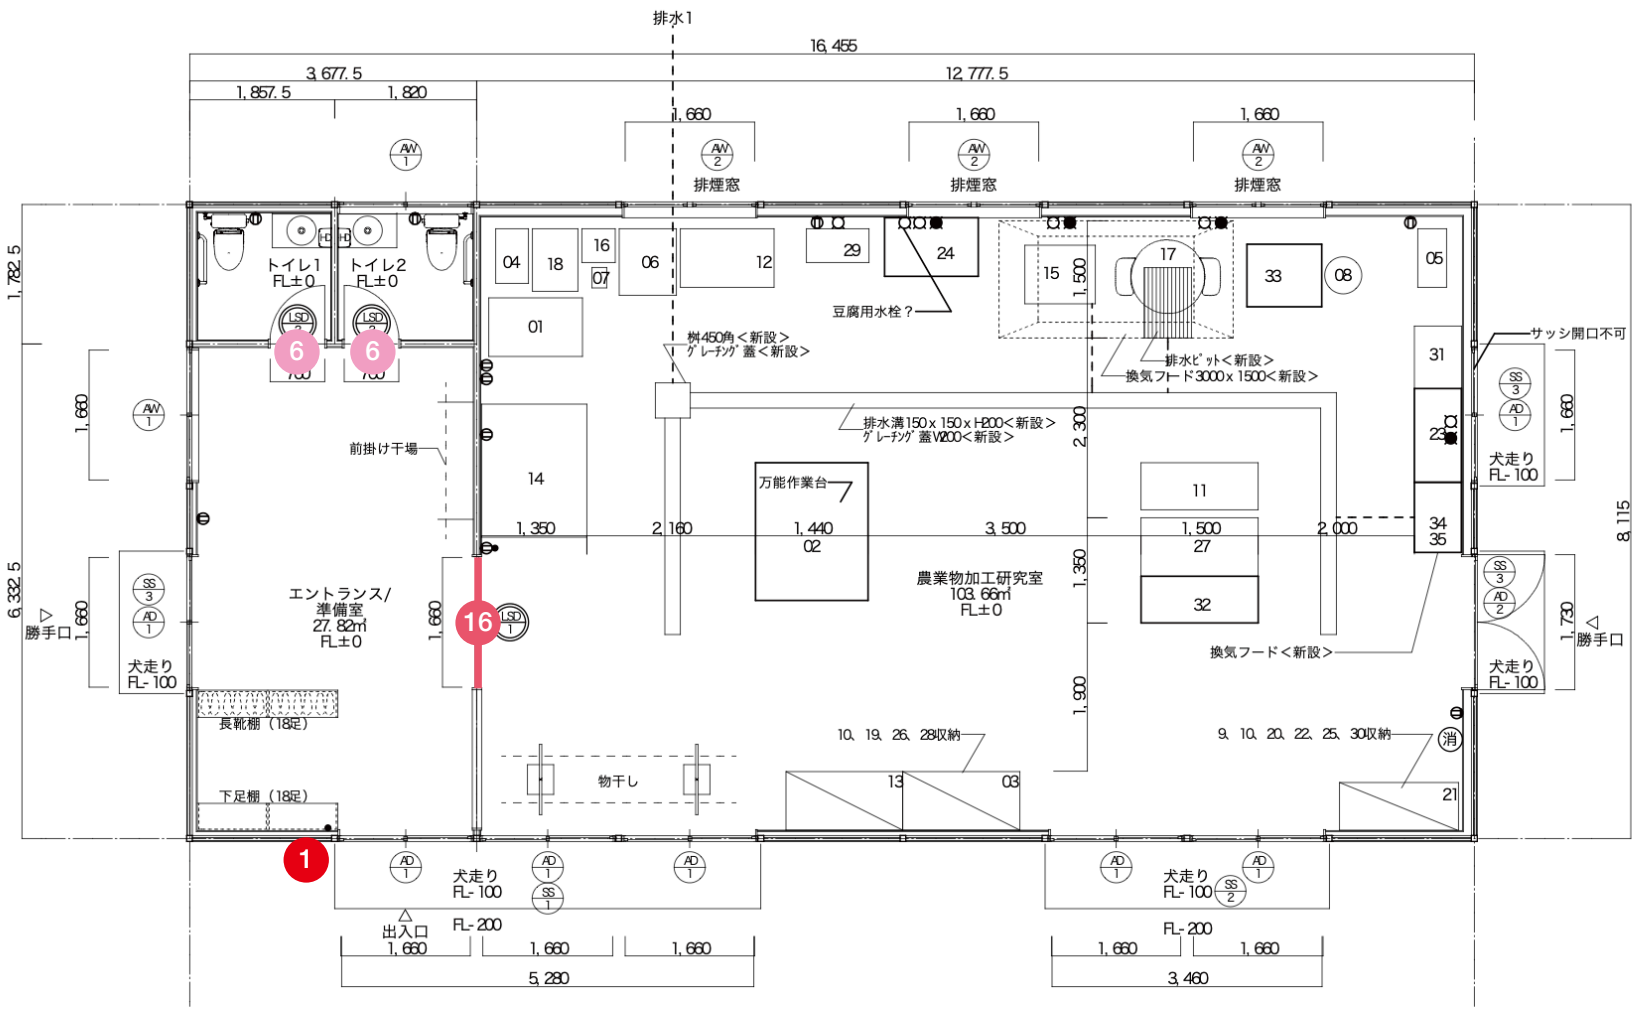 排水1
16,455
3,677.5
12,777.5
1,857.5
1,820
1,660
1,660
1,660
AW
1
AW
2
AW
2
AW
2
排煙窓
排煙窓
排煙窓
トイレ1
FL±0
トイレ2
FL±0
LSD
LSD
6
6
700
700
04
18
16
07
06
12
29
24
15
17
33
08
05
1,500
1,782.5
01
豆腐用水栓？
桝450角<新設>
グレーチング蓋<新設>
排水ピット<新設>
換気フード3000x1500<新設>
サッシ開口不可
31
SS
3
AD
1
1,660
AW
1
1,660
前掛け干場
排水溝150x150xH200<新設>
グレーチング蓋W200<新設>
2,300
23
犬走り
FL-100
14
万能作業台
11
1,350
2,160
1,440
3,500
1,500
2,000
02
27
34
35
8,115
6,332.5
エントランス/
準備室
27.82㎡
FL±0
1,660
16
LSD
1
農業物加工研究室
103.66㎡
FL±0
1,350
32
SS
3
AD
2
1,730
勝手口
SS
3
AD
1
1,660
勝手口
犬走り
FL-100
換気フード<新設>
犬走り
FL-100
長靴棚（18足）
1,900
10、19、26、28収納
9、10、20、22、25、30収納
消
物干し
13
03
21
下足棚（18足）
1
AD
1
AD
1
SS
1
AD
1
AD
1
AD
1
SS
2
犬走り
FL-100
犬走り
FL-100
出入口
FL-200
FL-200
1,660
1,660
1,660
1,660
1,660
5,280
3,460